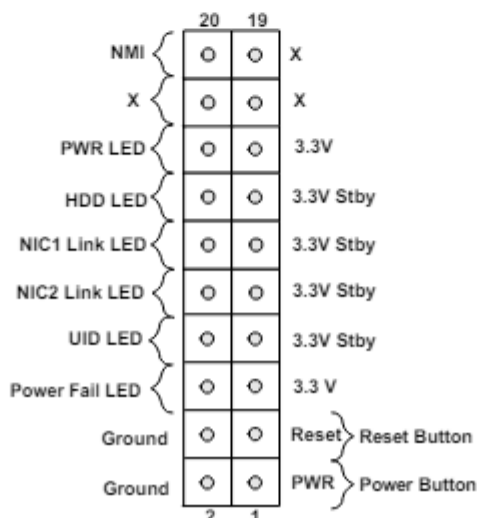 20 19
NMI X
X X
PWR LED 3.3V
HDD LED 3.3V Stby
NIC1 Link LED 3.3V Stby
NIC2 Link LED 3.3V Stby
UID LED 3.3V Stby
Power Fail LED 3.3 V
Ground Reset Reset Button
Ground PWR Power Button
2 1